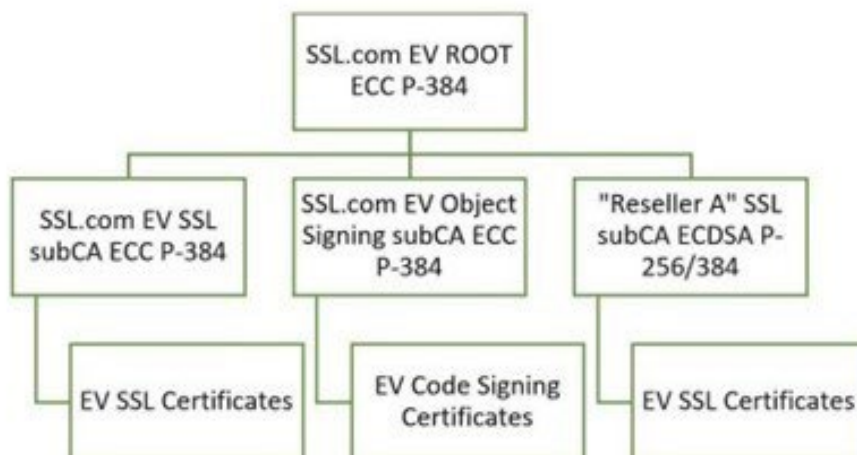 SSL.com EV ROOT
ECC P-384
SSL.com EV SSL
subCA ECC P-384
SSL.com EV Object
Signing subCA ECC
P-384
"Reseller A" SSL
subCA ECDSA P-
256/384
EV SSL Certificates
EV Code Signing
Certificates
EV SSL Certificates